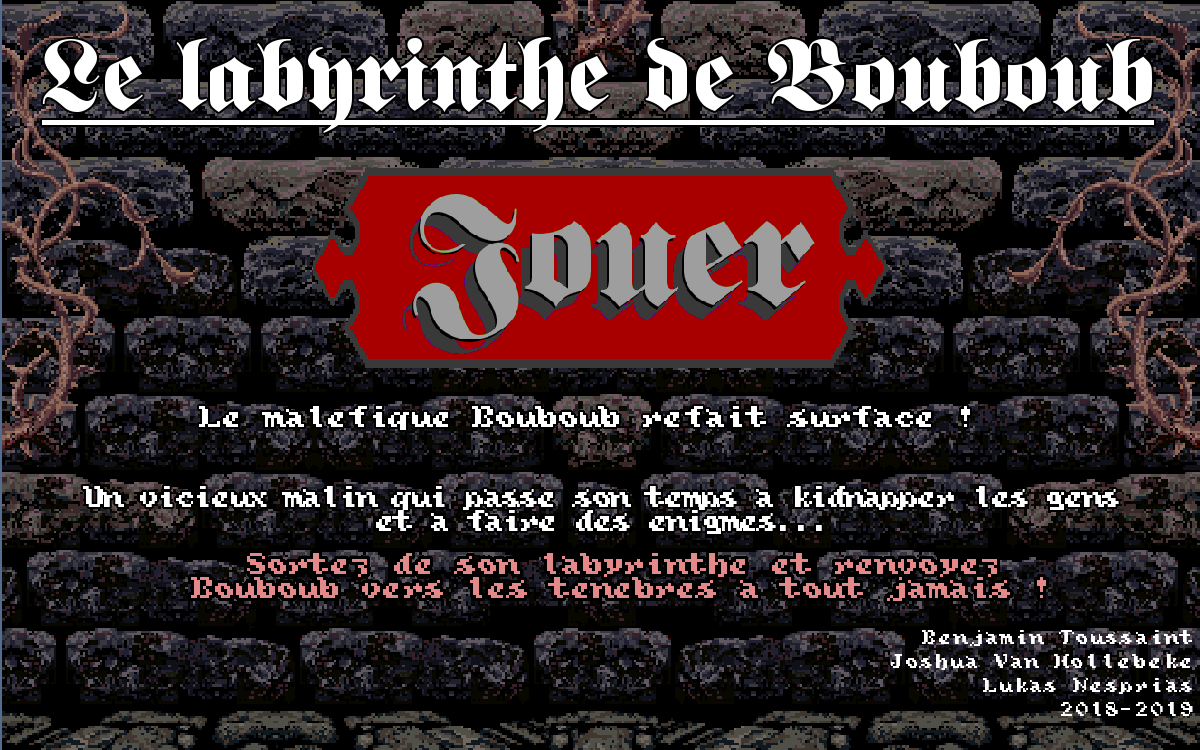 Le labyrinthe de Bouboub
Jouer
Le malefique Bouboub refait surface !
Un vicieux malin qui passe son temps a kidnapper les gens
et a faire des enigmes...
Sortez de son labyrinthe et renvoyez
Bouboub vers les tenebres a tout jamais !
Benjamin Toussaint
Joshua Van Hollebeke
Lukas Nesprias
2018-2019